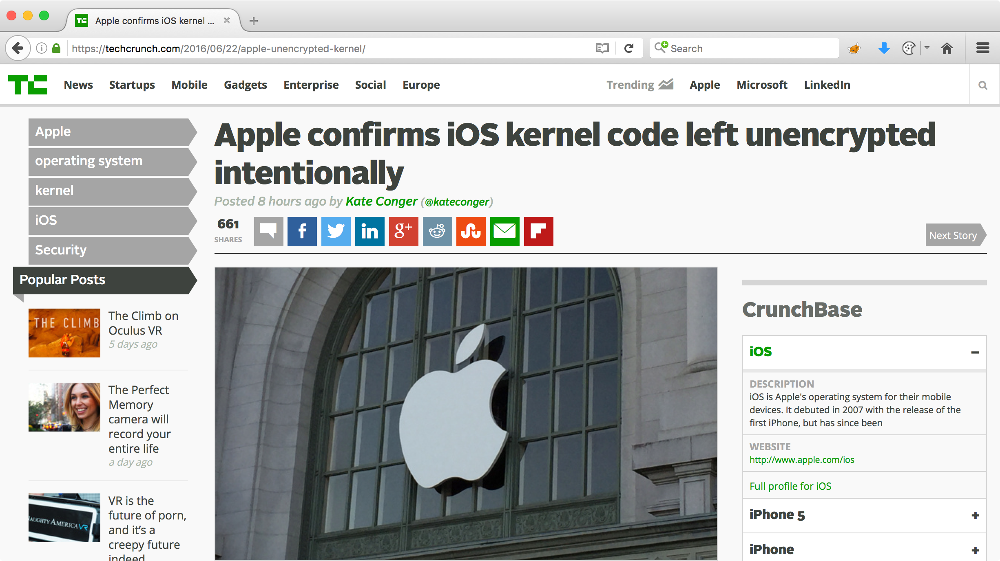 Apple confirms iOS kernel ...
https://techcrunch.com/2016/06/22/apple-unencrypted-kernel/
Search
TC
News Startups Mobile Gadgets Enterprise Social Europe
Trending Apple Microsoft LinkedIn
Apple
operating system
kernel
iOS
Security
Apple confirms iOS kernel code left unencrypted
intentionally
Posted 8 hours ago by Kate Conger (@kateconger)
661
SHARES
Next Story
Popular Posts
THE CLIMB
The Climb on
Oculus VR
5 days ago
The Perfect
Memory
camera will
record your
entire life
a day ago
NAUGHTY AMERICA VR
VR is the
future of porn,
and it's a
creepy future
indeed
CrunchBase
iOS
DESCRIPTION
iOS is Apple's operating system for their mobile
devices. It debuted in 2007 with the release of the
first iPhone, but has since been
WEBSITE
http://www.apple.com/ios
Full profile for iOS
iPhone 5
iPhone